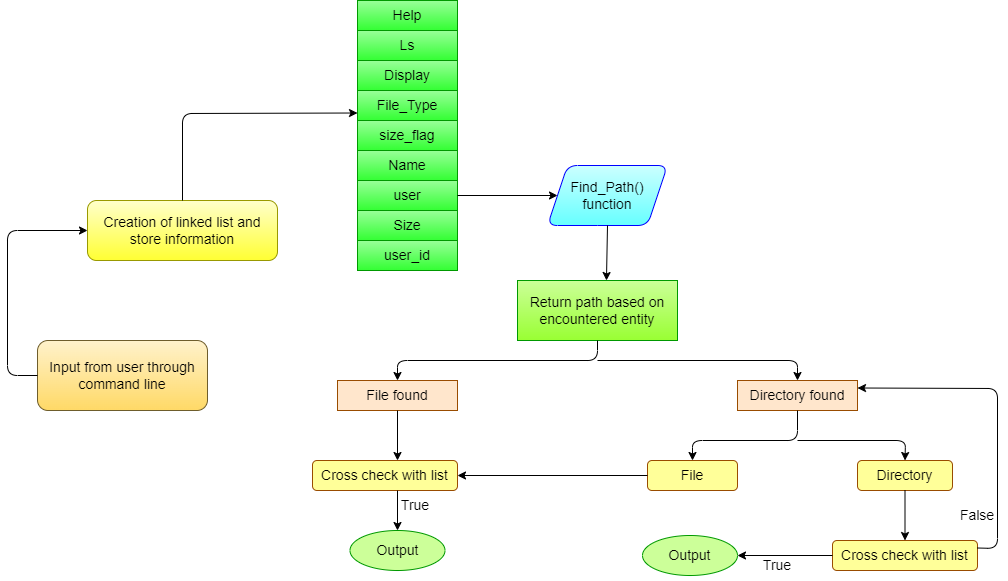 Help
Ls
Display
File_Type
size_flag
Name
user
Size
user_id
Find_Path()
function
Creation of linked list and
store information
Return path based on
encountered entity
Input from user through
command line
File found
Directory found
Cross check with list
File
Directory
True
False
Output
Output
Cross check with list
True